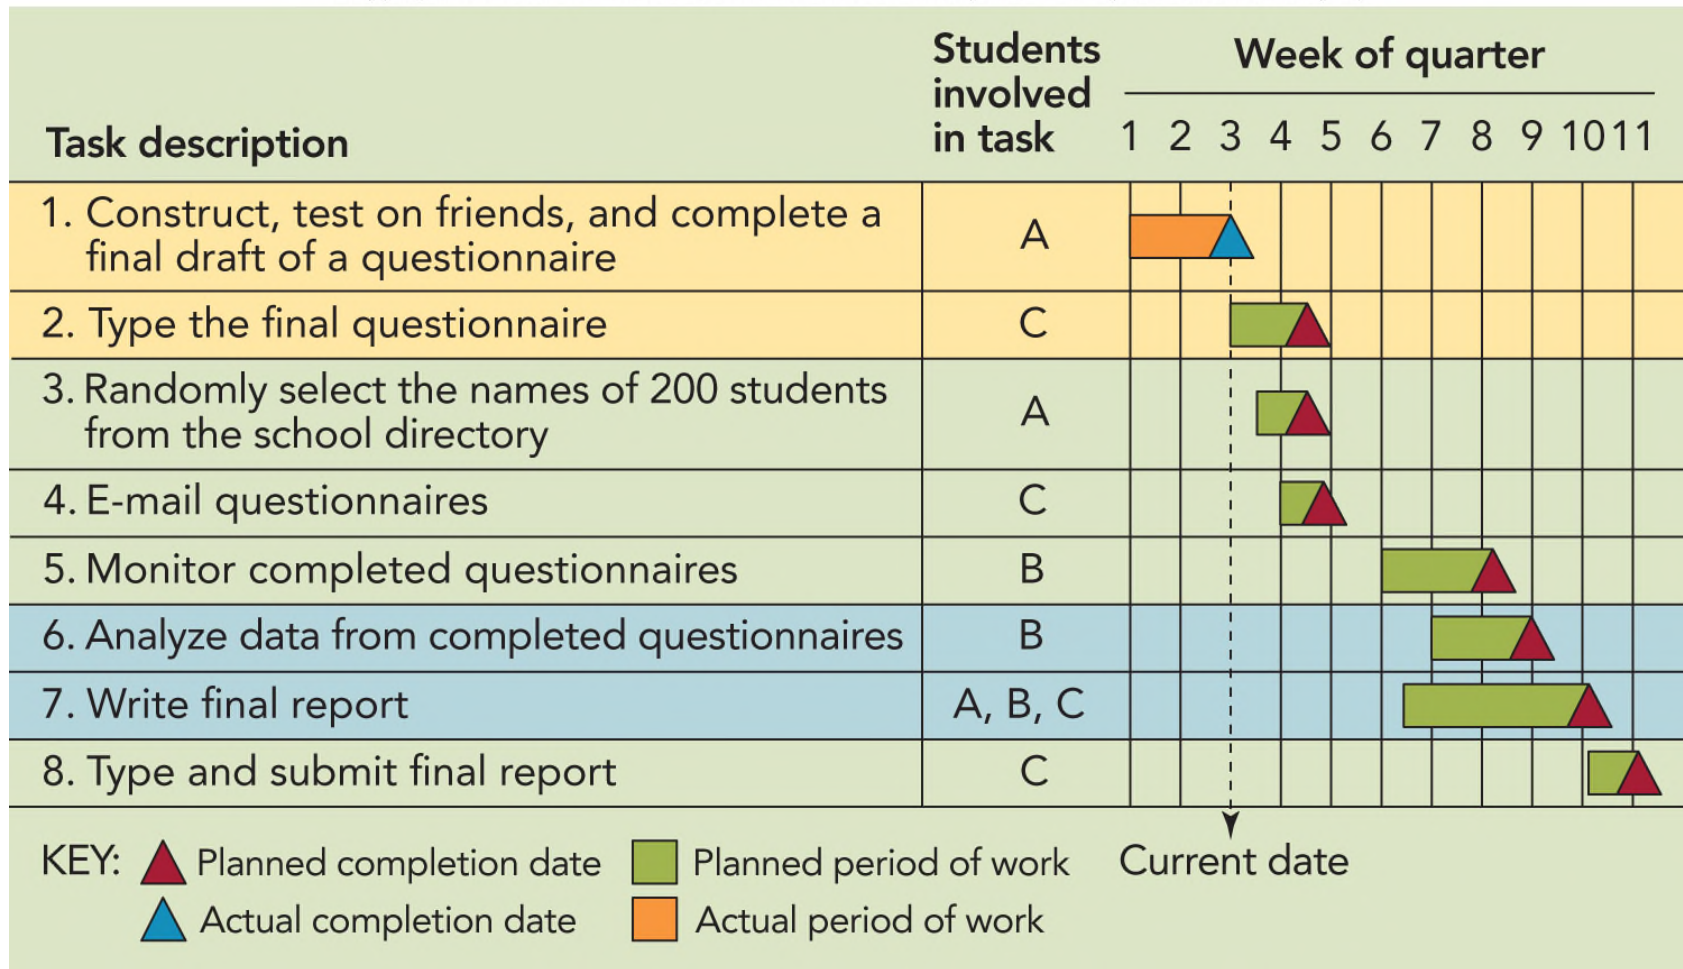 Students involved in task
Week of quarter
Task description
1 2 3 4 5 6 7 8 9 10 11
1. Construct, test on friends, and complete a
final draft of a questionnaire
A
2. Type the final questionnaire
C
3. Randomly select the names of 200 students
from the school directory
A
4. E-mail questionnaires
C
5. Monitor completed questionnaires
B
6. Analyze data from completed questionnaires
B
7. Write final report
A, B, C
8. Type and submit final report
C
KEY: Planned completion date
Planned period of work
Current date
Actual completion date
Actual period of work